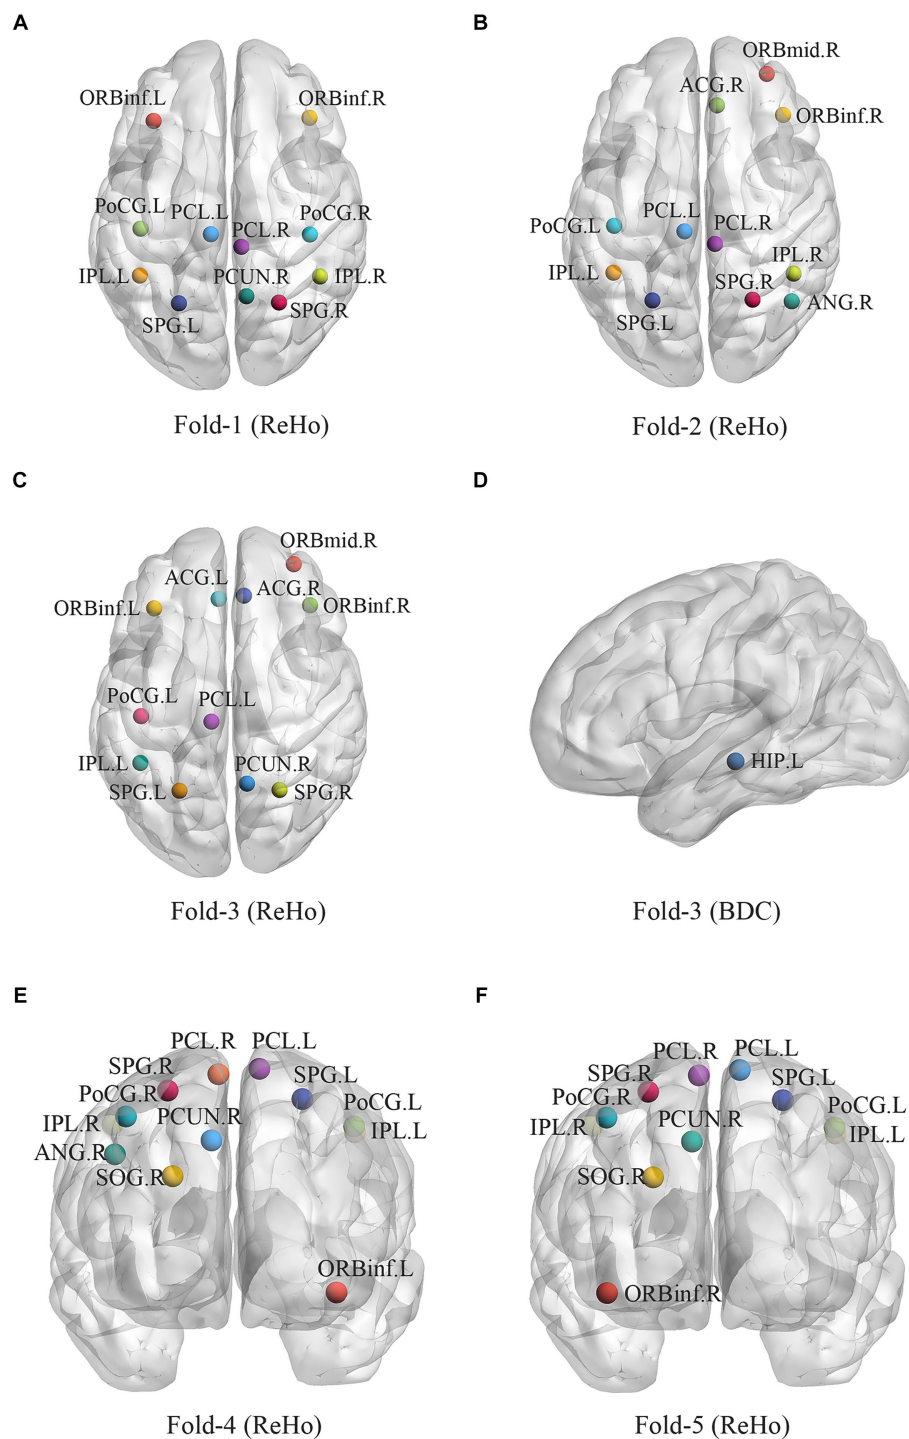 A
ORBinf.L
ORBinf.R
PoCG.L
PCL.L
PCL.R
PoCG.R
IPL.L
PCUN.R
IPL.R
SPG.L
SPG.R
Fold-1 (ReHo)
B
ORBmid.R
ACG.R
ORBinf.R
PoCG.L
PCL.L
PCL.R
IPL.L
IPL.R
SPG.R
SPG.L
ANG.R
Fold-2 (ReHo)
C
ORBmid.R
ACG.L
ACG.R
ORBinf.L
ORBinf.R
PoCG.L
PCL.L
IPL.L
PCUN.R
SPG.L
SPG.R
Fold-3 (ReHo)
D
HIP.L
Fold-3 (BDC)
E
PCL.R
PCL.L
SPG.R
SPG.L
PoCG.R
PoCG.L
IPL.R
PCUN.R
IPL.L
ANG.R
SOG.R
ORBinf.L
Fold-4 (ReHo)
F
PCL.R
PCL.L
SPG.R
SPG.L
PoCG.R
PoCG.L
IPL.R
PCUN.R
IPL.L
SOG.R
ORBinf.R
Fold-5 (ReHo)